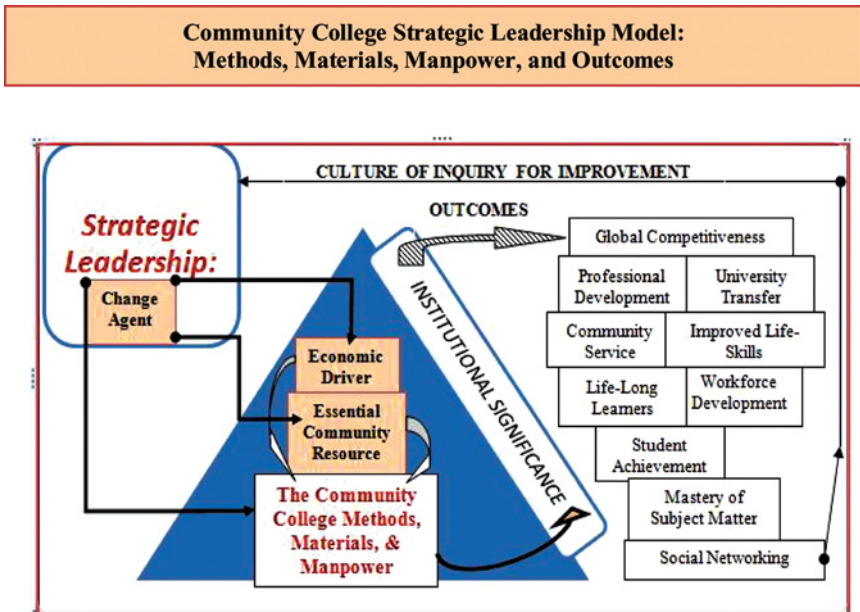 Community College Strategic Leadership Model:
Methods, Materials, Manpower, and Outcomes
CULTURE OF INQUIRY FOR IMPROVEMENT
Strategic
Leadership:
Change
Agent
Economic
Driver
Essential
Community
Resource
The Community
College Methods,
Materials, &
Manpower
INSTITUTIONAL SIGNIFICANCE
OUTCOMES
Global Competitiveness
Professional
Development
University
Transfer
Community
Service
Improved Life-
Skills
Life-Long
Learners
Workforce
Development
Student
Achievement
Mastery of
Subject Matter
Social Networking